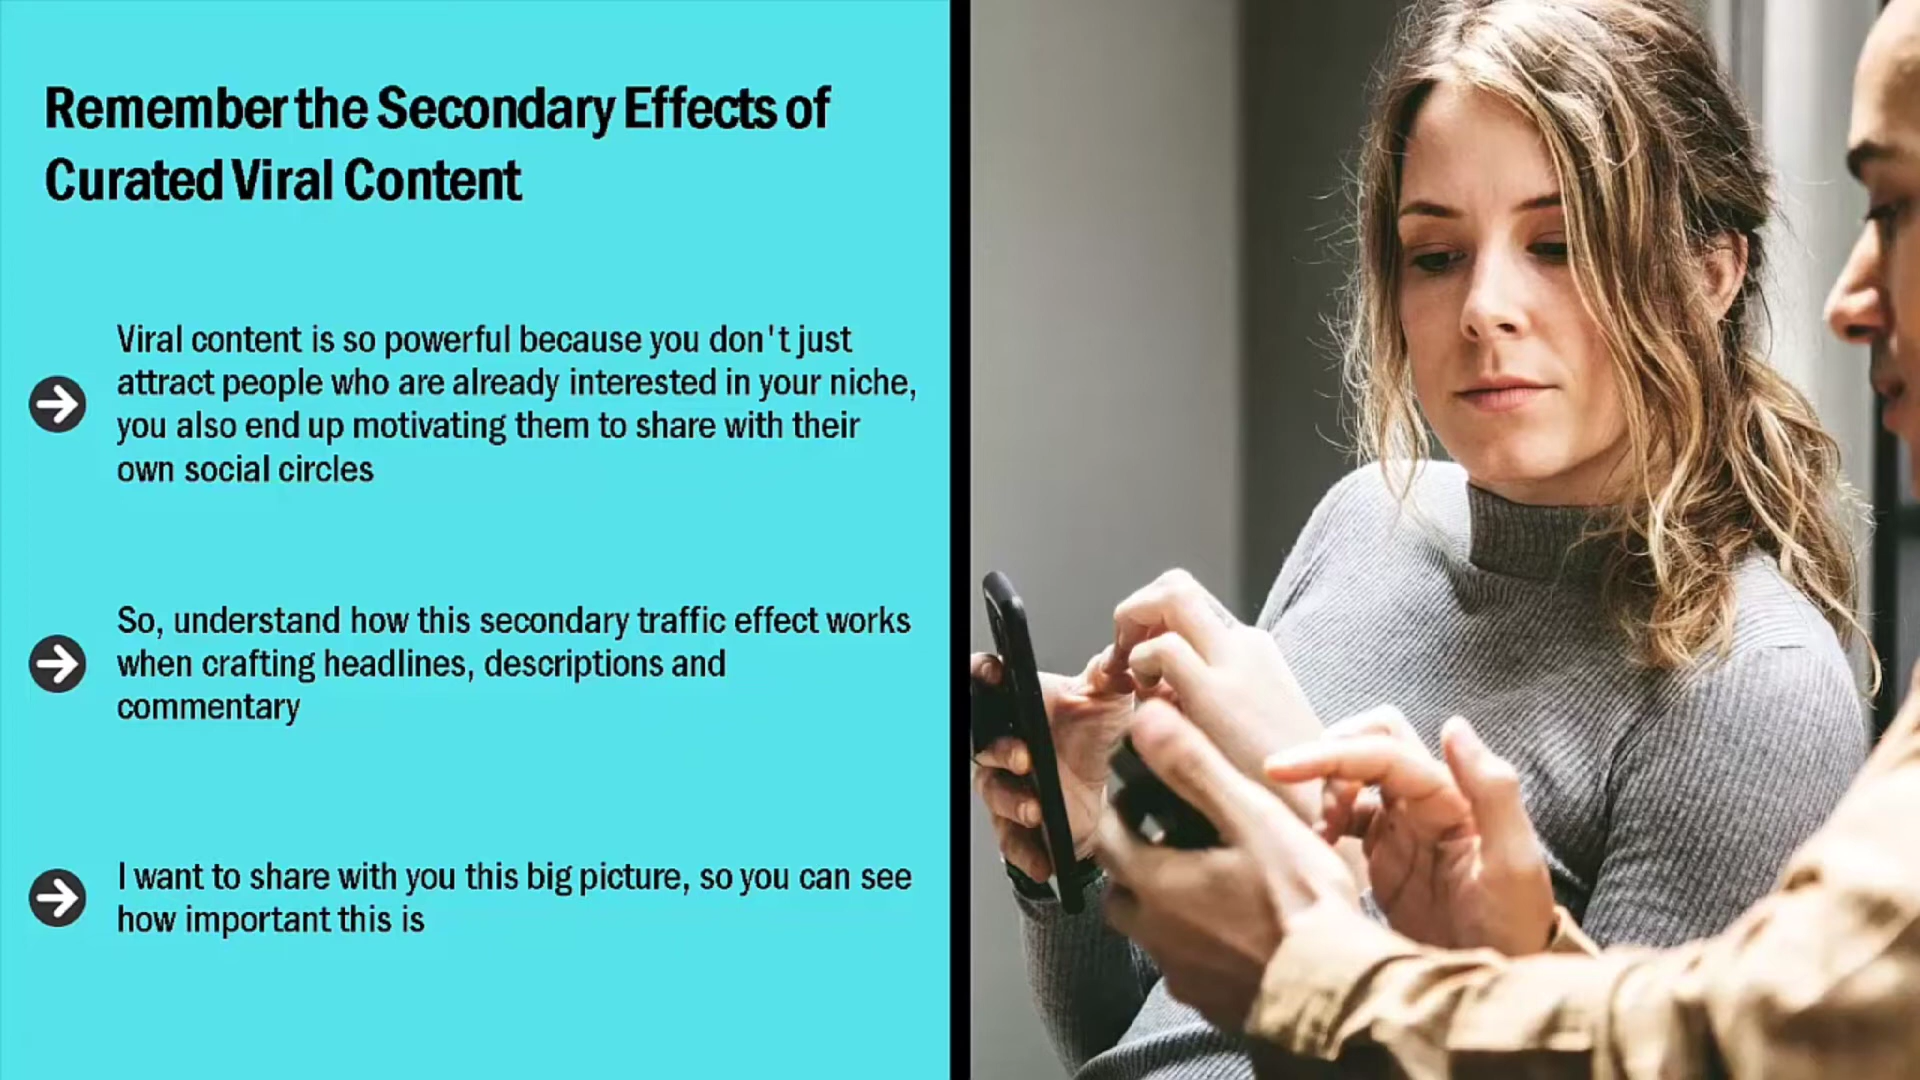 Remember the Secondary Effects of
Curated Viral Content
Viral content is so powerful because you don't just
attract people who are already interested in your niche,
you also end up motivating them to share with their
own social circles
So, understand how this secondary traffic effect works
when crafting headlines, descriptions and
commentary
I want to share with you this big picture, so you can see
how important this is